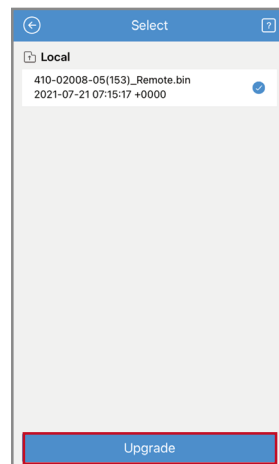 Select
?
Local
410-02008-05(153)_Remote.bin
2021-07-21 07:15:17 +0000
Upgrade